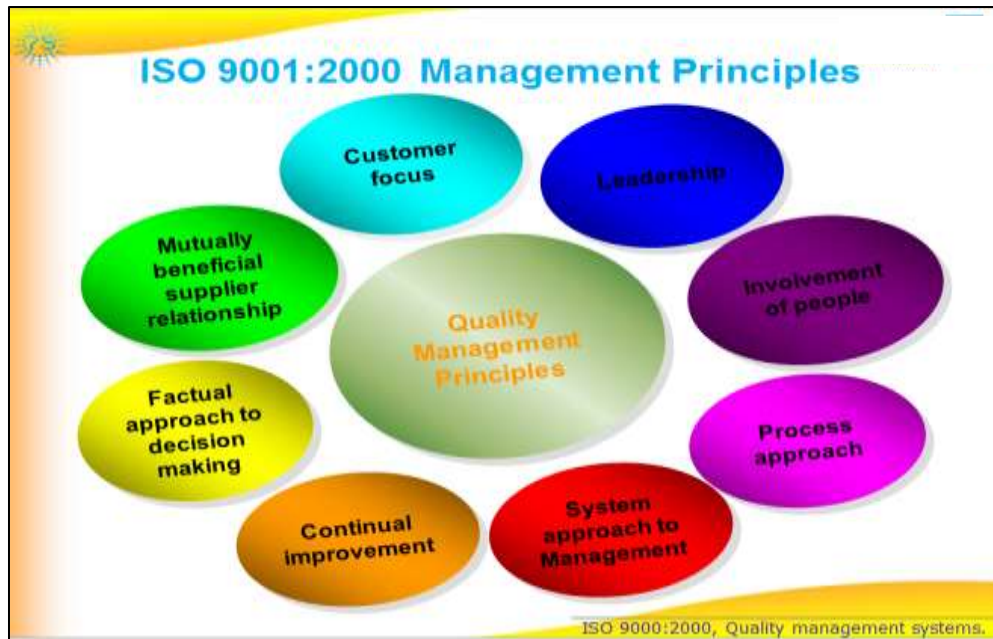 ISO 9001:2000 Management Principles
Customer
focus
Leadership
Involvement
of people
Process
approach
System
approach to
Management
Continual
improvement
Factual
approach to
decision
making
Mutually
beneficial
supplier
relationship
Quality
Management
Principles
ISO 9000:2000, Quality management systems.